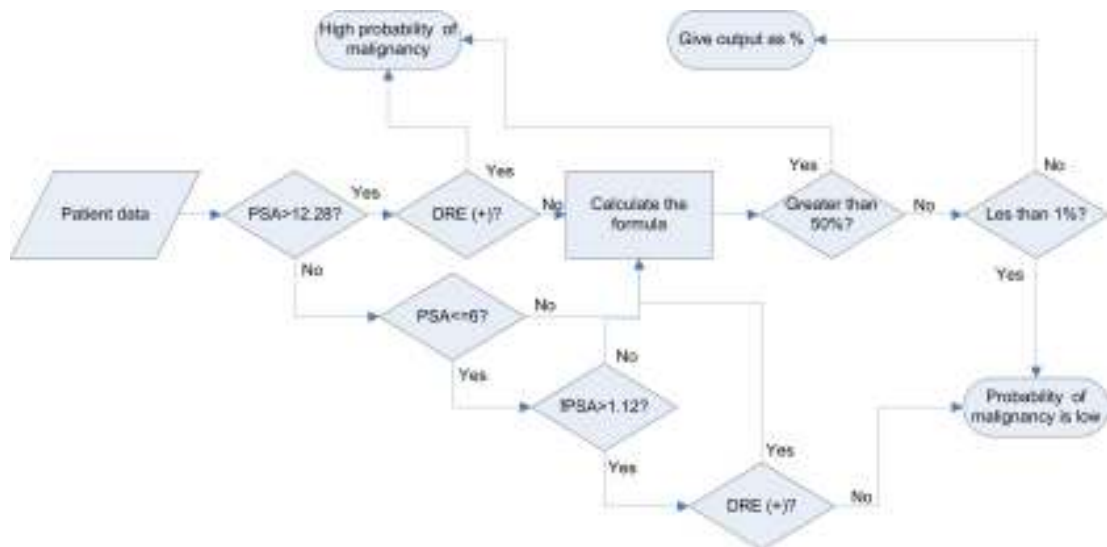 High probability of
malignancy
Give output as %
Patient data
PSA>12.28?
Yes
Yes
DRE (+)?
No
Calculate the
formula
Yes
Greater than
50%?
No
No
Les than 1%?
Yes
No
PSA<=6?
No
Yes
No
fPSA>1.12?
Yes
Yes
DRE (+)?
No
Probability of
malignancy is low